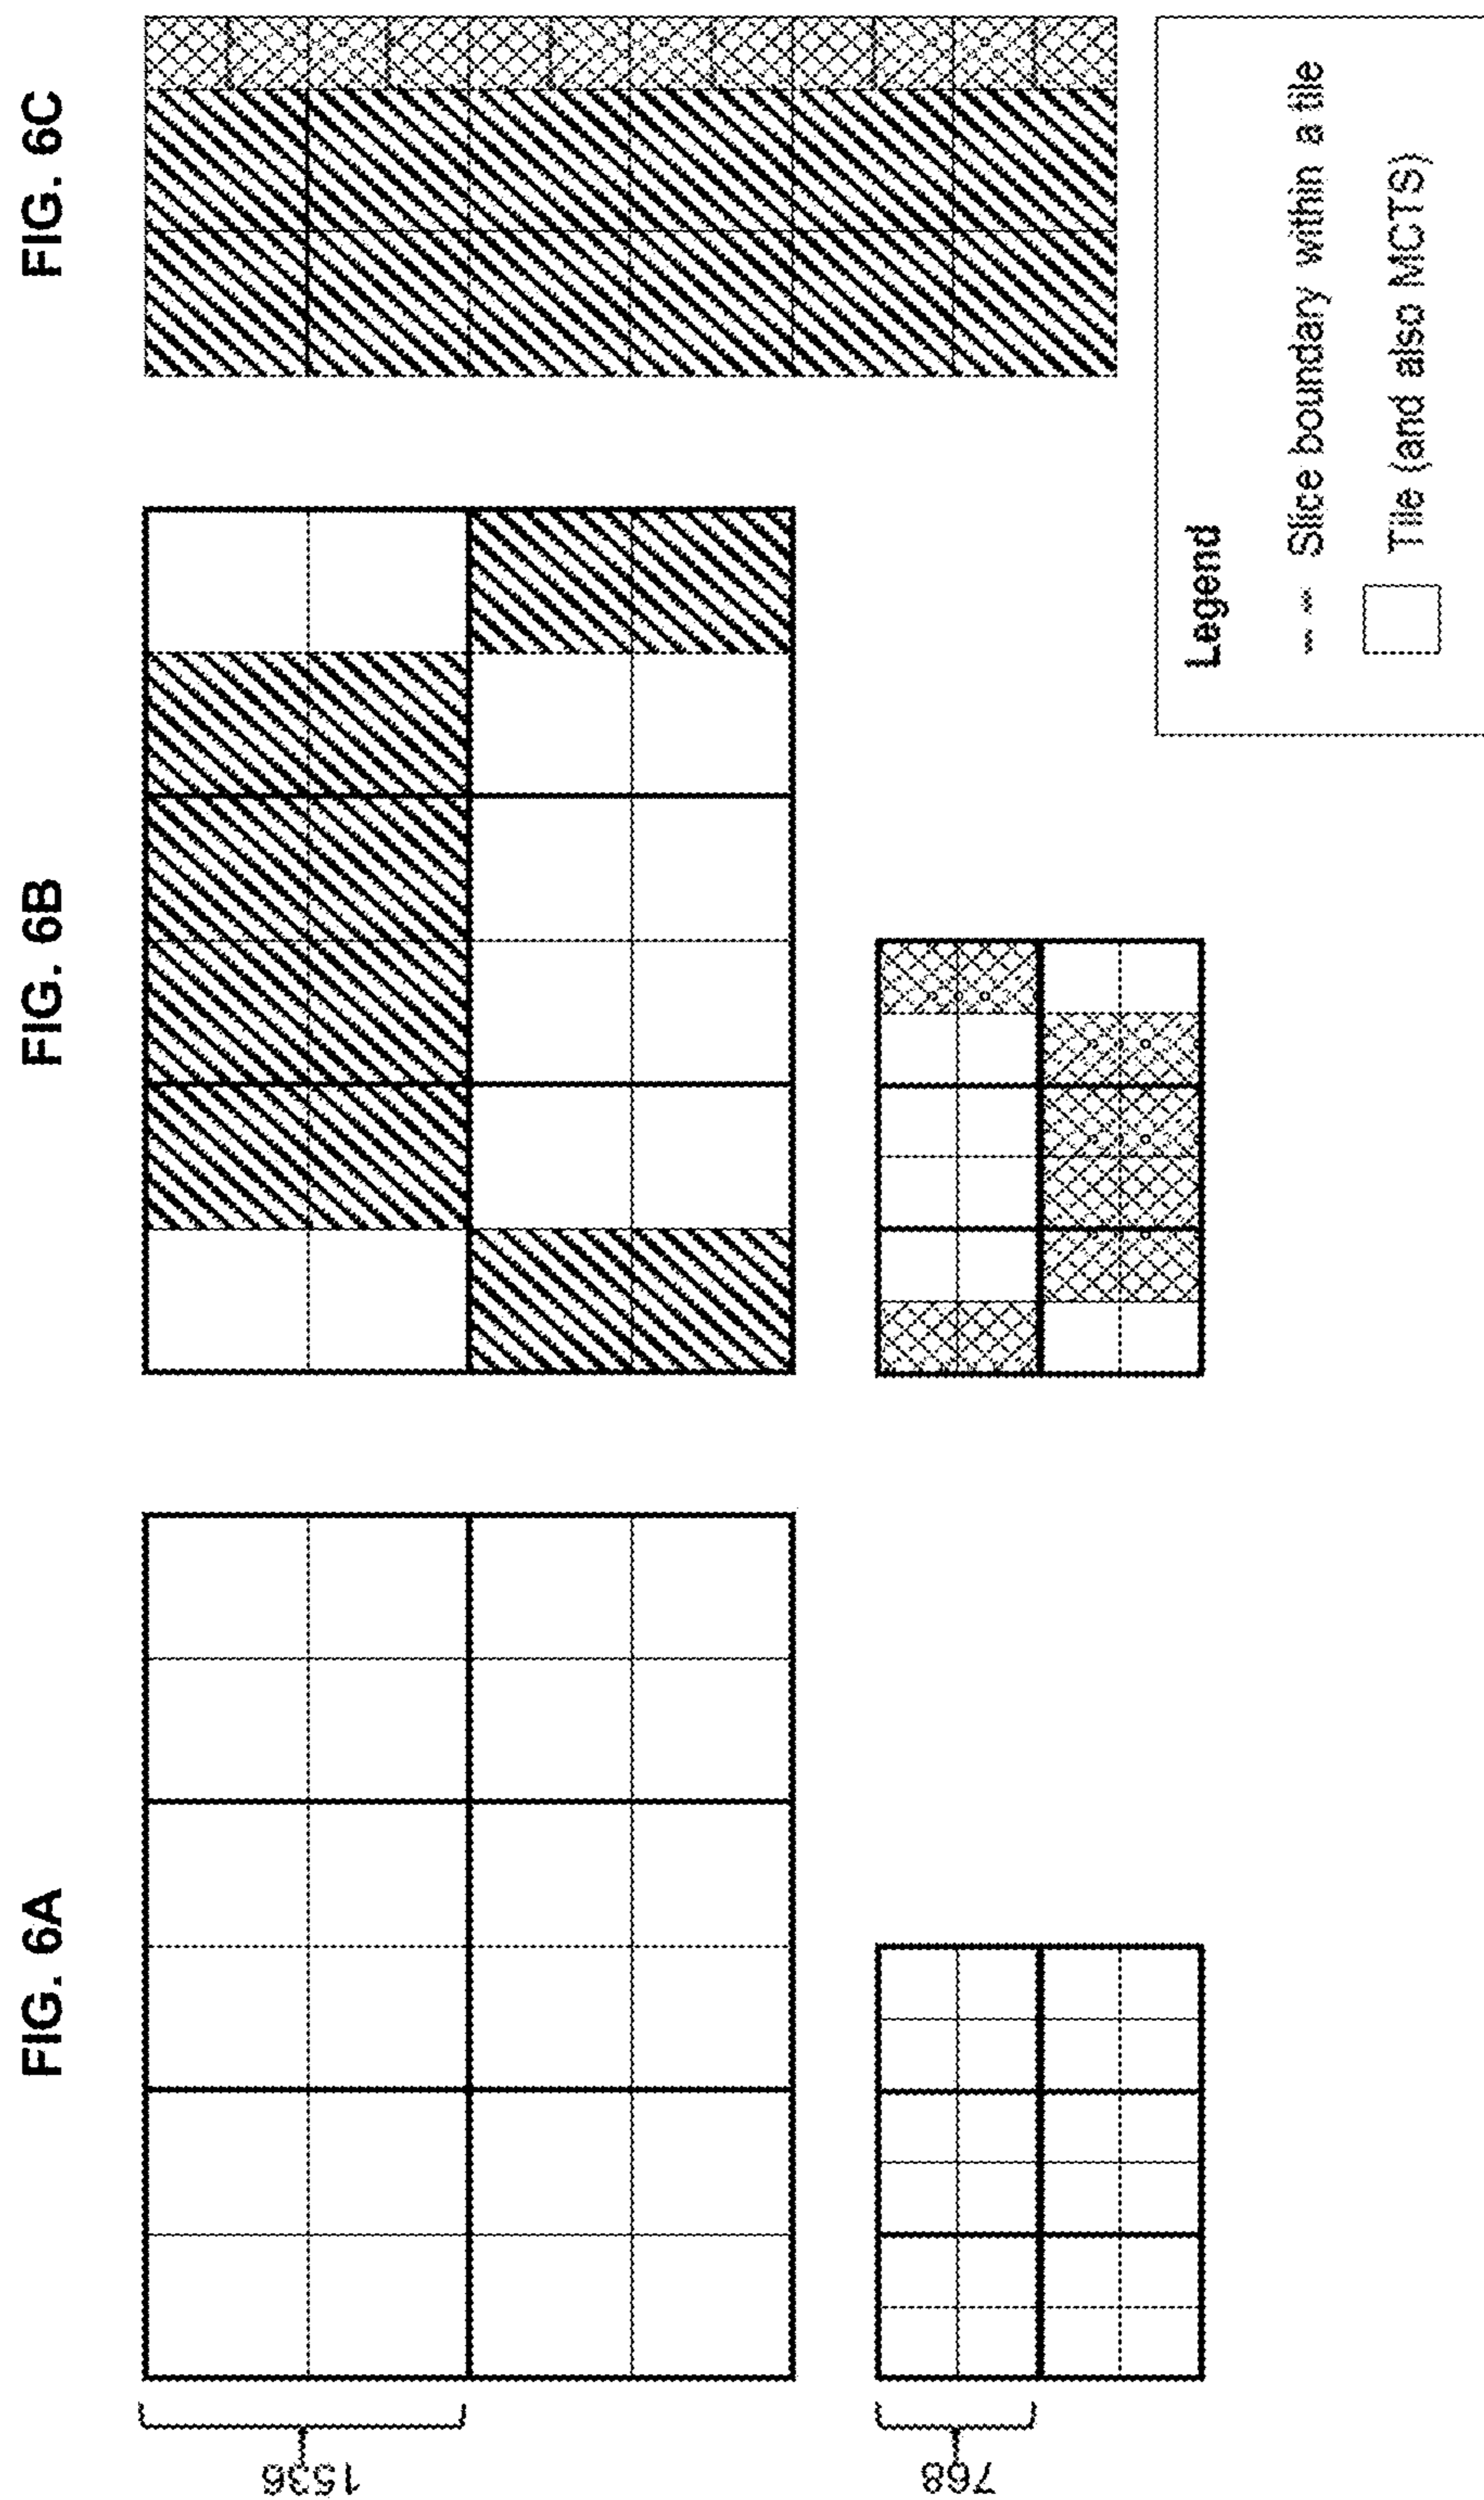 FIG. 6A
FIG. 6B
FIG. 6C
1536
768
Legend
Slice boundary within a tile
Tile (and also MCTS)